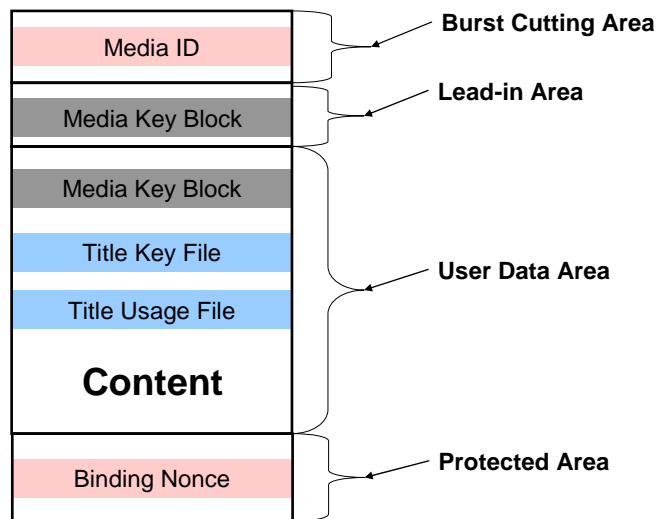 Burst Cutting Area
Media ID
Lead-in Area
Media Key Block
Media Key Block
Title Key File
User Data Area
Title Usage File
Content
Protected Area
Binding Nonce